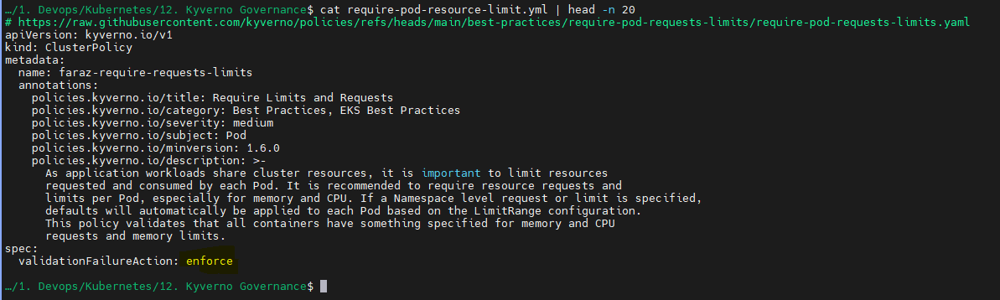 …/1. Devops/Kubernetes/12. Kyverno Governance$ cat require-pod-resource-limit.yml | head -n 20
# https://raw.githubusercontent.com/kyverno/policies/refs/heads/main/best-practices/require-pod-requests-limits/require-pod-requests-limits.yaml
apiVersion: kyverno.io/v1
kind: ClusterPolicy
metadata:
  name: faraz-require-requests-limits
  annotations:
    policies.kyverno.io/title: Require Limits and Requests
    policies.kyverno.io/category: Best Practices, EKS Best Practices
    policies.kyverno.io/severity: medium
    policies.kyverno.io/subject: Pod
    policies.kyverno.io/minversion: 1.6.0
    policies.kyverno.io/description: >-
      As application workloads share cluster resources, it is important to limit resources
      requested and consumed by each Pod. It is recommended to require resource requests and
      limits per Pod, especially for memory and CPU. If a Namespace level request or limit is specified,
      defaults will automatically be applied to each Pod based on the LimitRange configuration.
      This policy validates that all containers have something specified for memory and CPU
      requests and memory limits.
spec:
  validationFailureAction: enforce
…/1. Devops/Kubernetes/12. Kyverno Governance$